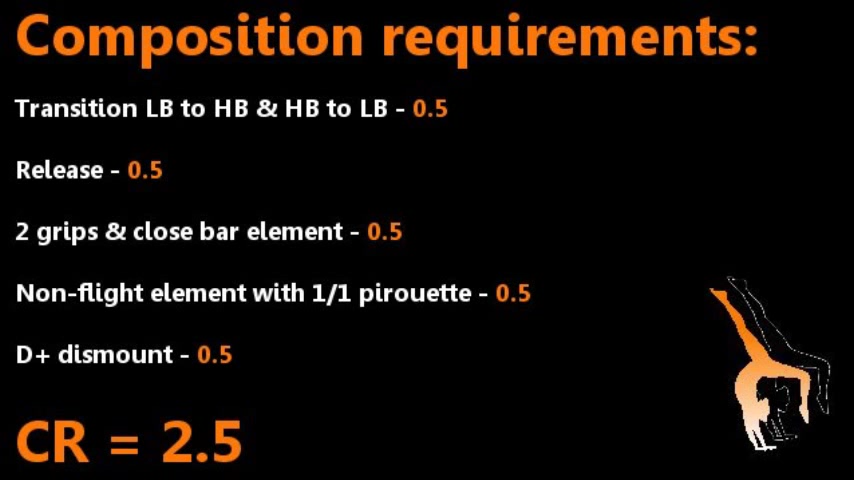 Composition requirements:
Transition LB to HB & HB to LB - 0.5
Release - 0.5
2 grips & close bar element - 0.5
Non-flight element with 1/1 pirouette - 0.5
D+ dismount - 0.5
CR = 2.5